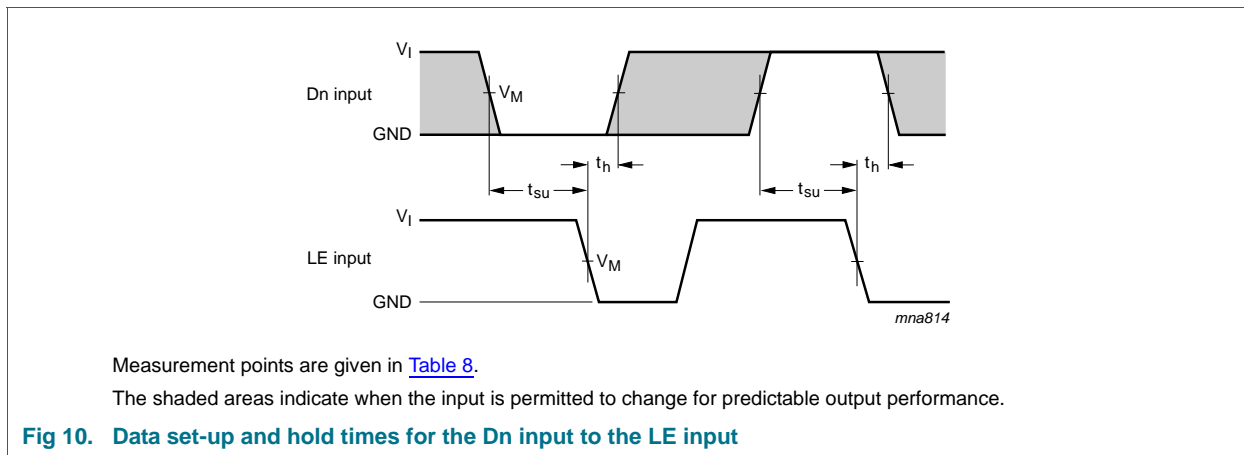 VI
Dn input
VM
GND
th
th
tsu
tsu
VI
LE input
VM
GND
mna814
Measurement points are given in Table 8.
The shaded areas indicate when the input is permitted to change for predictable output performance.
Fig 10. Data set-up and hold times for the Dn input to the LE input